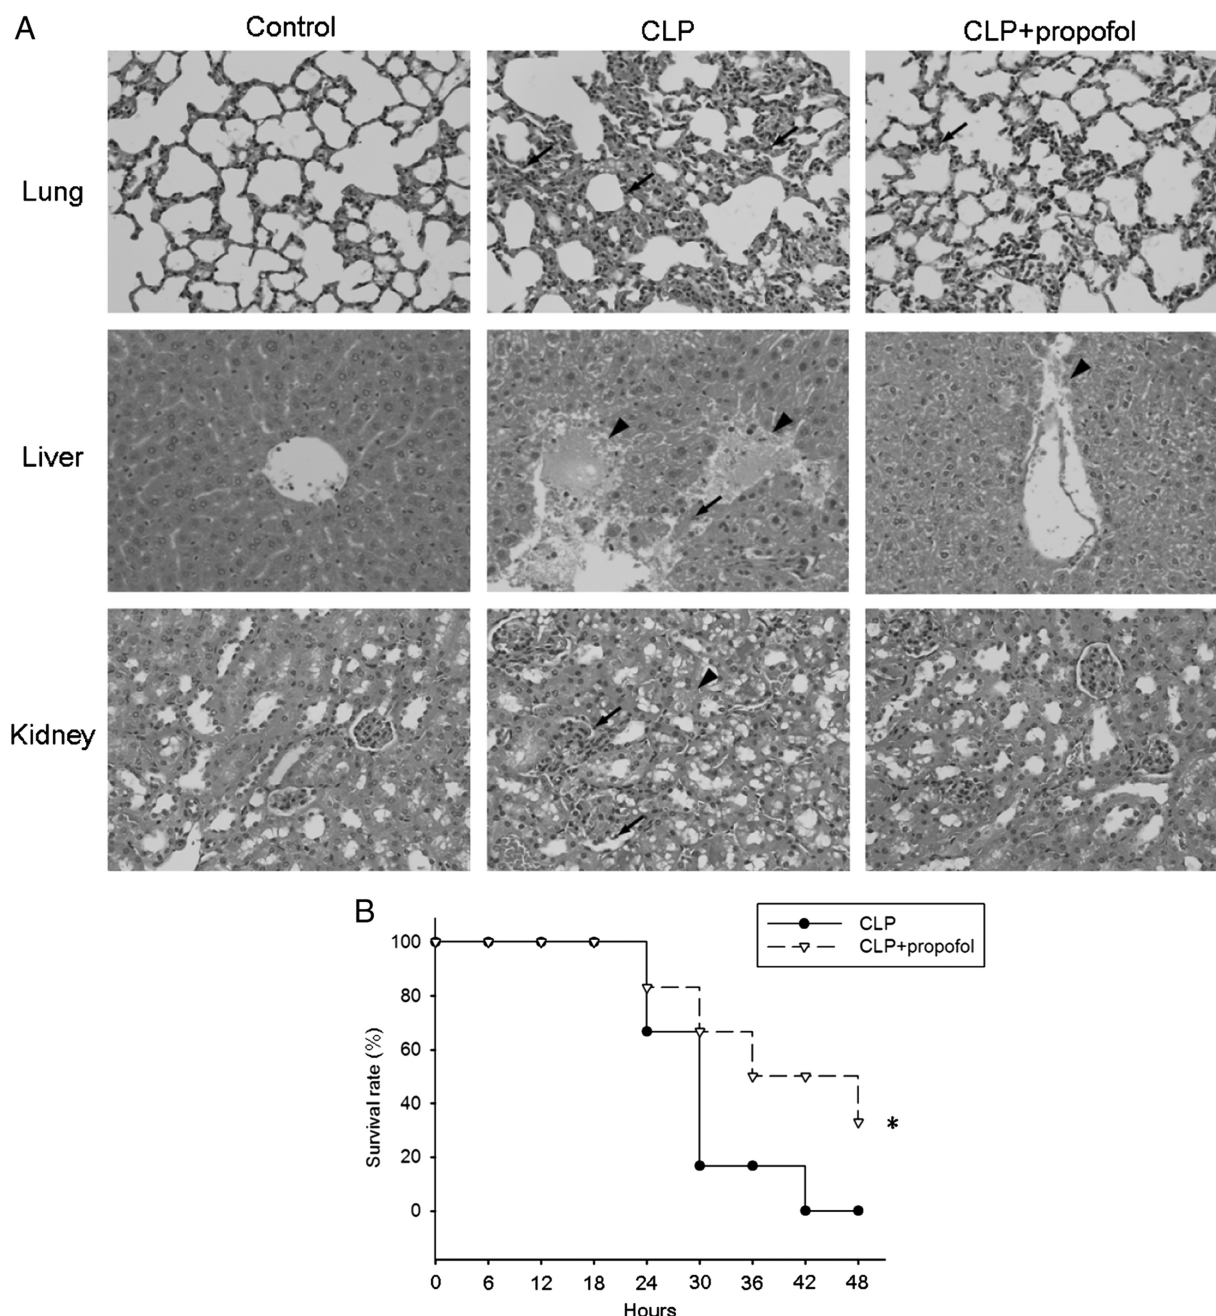 A
Control
CLP
CLP+propofol
Lung
Liver
Kidney
B
CLP
CLP+propofol
Survival rate (%)
100
80
60
40
20
0
*
0 6 12 18 24 30 36 42 48
Hours